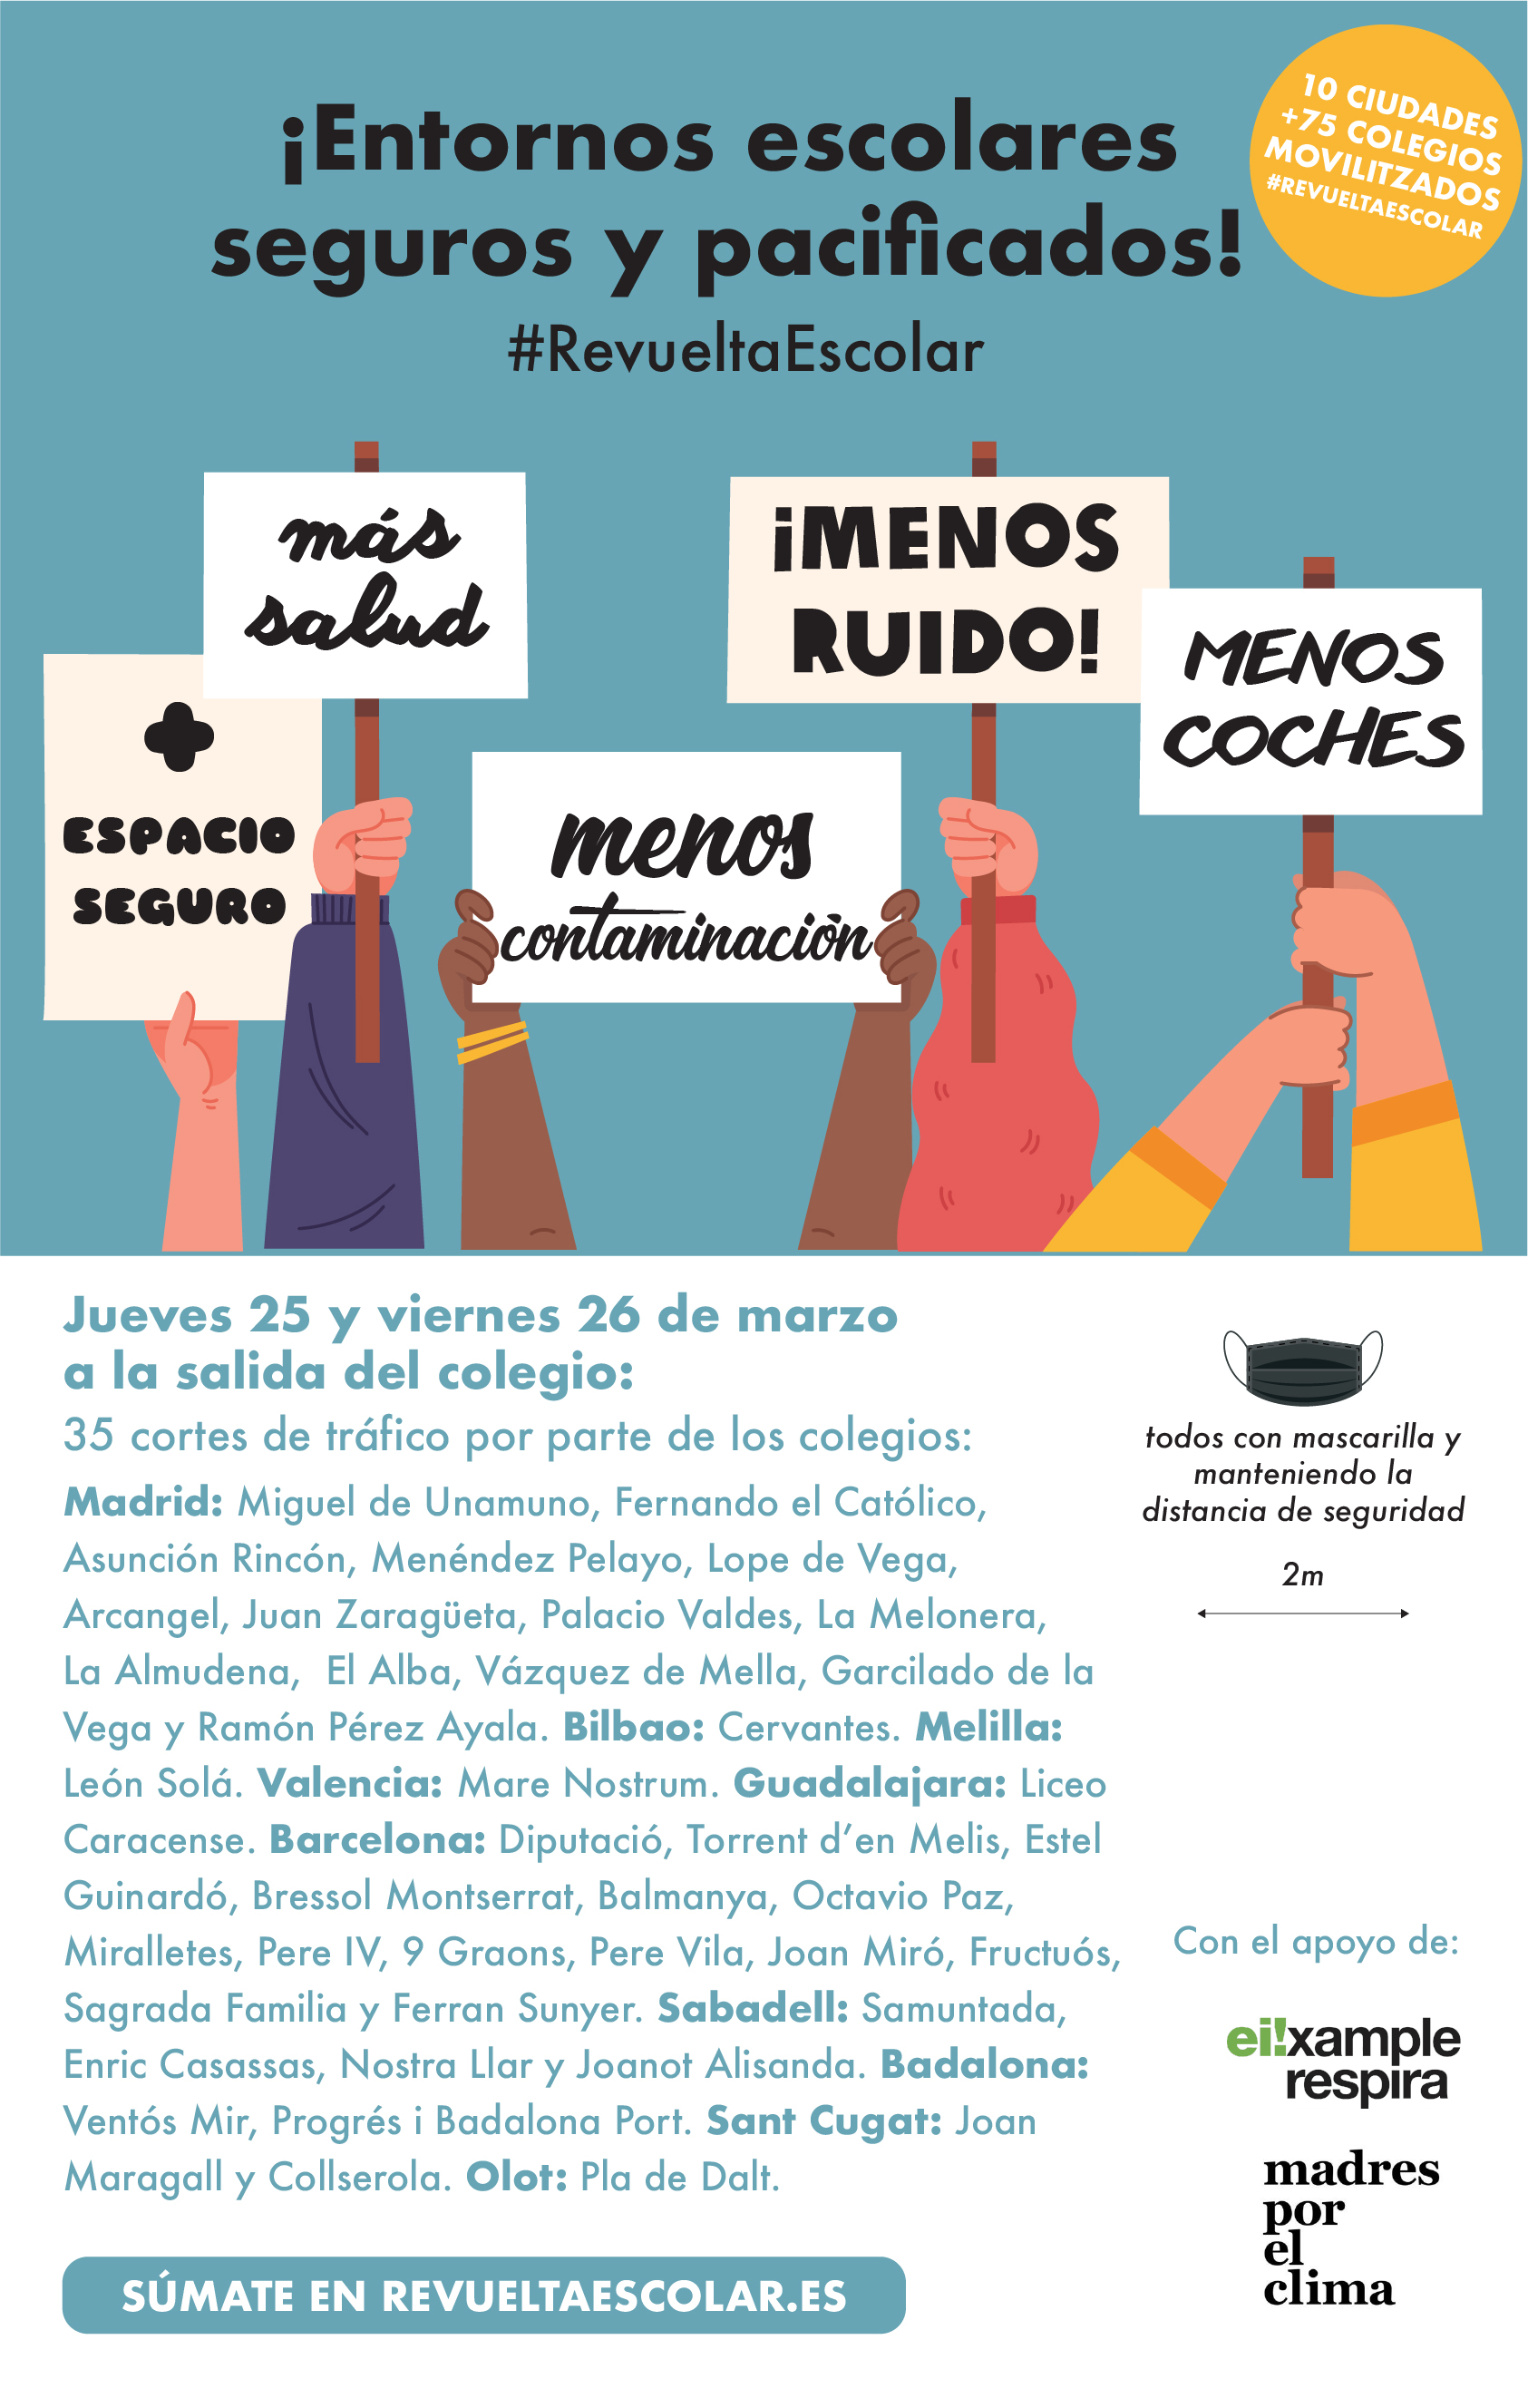 10 CIUDADES
+75 COLEGIOS
MOVILITZADOS
#REVUELTAESCOLAR
¡Entornos escolares
seguros y pacificados!
#RevueltaEscolar
más
salud
¡MENOS
RUIDO!
MENOS
COCHES
+
ESPACIO
SEGURO
menos
contaminación
Jueves 25 y viernes 26 de marzo
a la salida del colegio:
35 cortes de tráfico por parte de los colegios:
Madrid: Miguel de Unamuno, Fernando el Católico,
Asunción Rincón, Menéndez Pelayo, Lope de Vega,
Arcangel, Juan Zaragüeta, Palacio Valdes, La Melonera,
La Almudena, El Alba, Vázquez de Mella, Garcilado de la
Vega y Ramón Pérez Ayala. Bilbao: Cervantes. Melilla:
León Solá. Valencia: Mare Nostrum. Guadalajara: Liceo
Caracense. Barcelona: Diputació, Torrent d’en Melis, Estel
Guinardó, Bressol Montserrat, Balmanya, Octavio Paz,
Miralletes, Pere IV, 9 Graons, Pere Vila, Joan Miró, Fructuós,
Sagrada Familia y Ferran Sunyer. Sabadell: Samuntada,
Enric Casassas, Nostra Llar y Joanot Alisanda. Badalona:
Ventós Mir, Progrés i Badalona Port. Sant Cugat: Joan
Maragall y Collserola. Olot: Pla de Dalt.
SÚMATE EN REVUELTAESCOLAR.ES
todos con mascarilla y
manteniendo la
distancia de seguridad
2m
Con el apoyo de:
ei!xample
respira
madres
por
el
clima